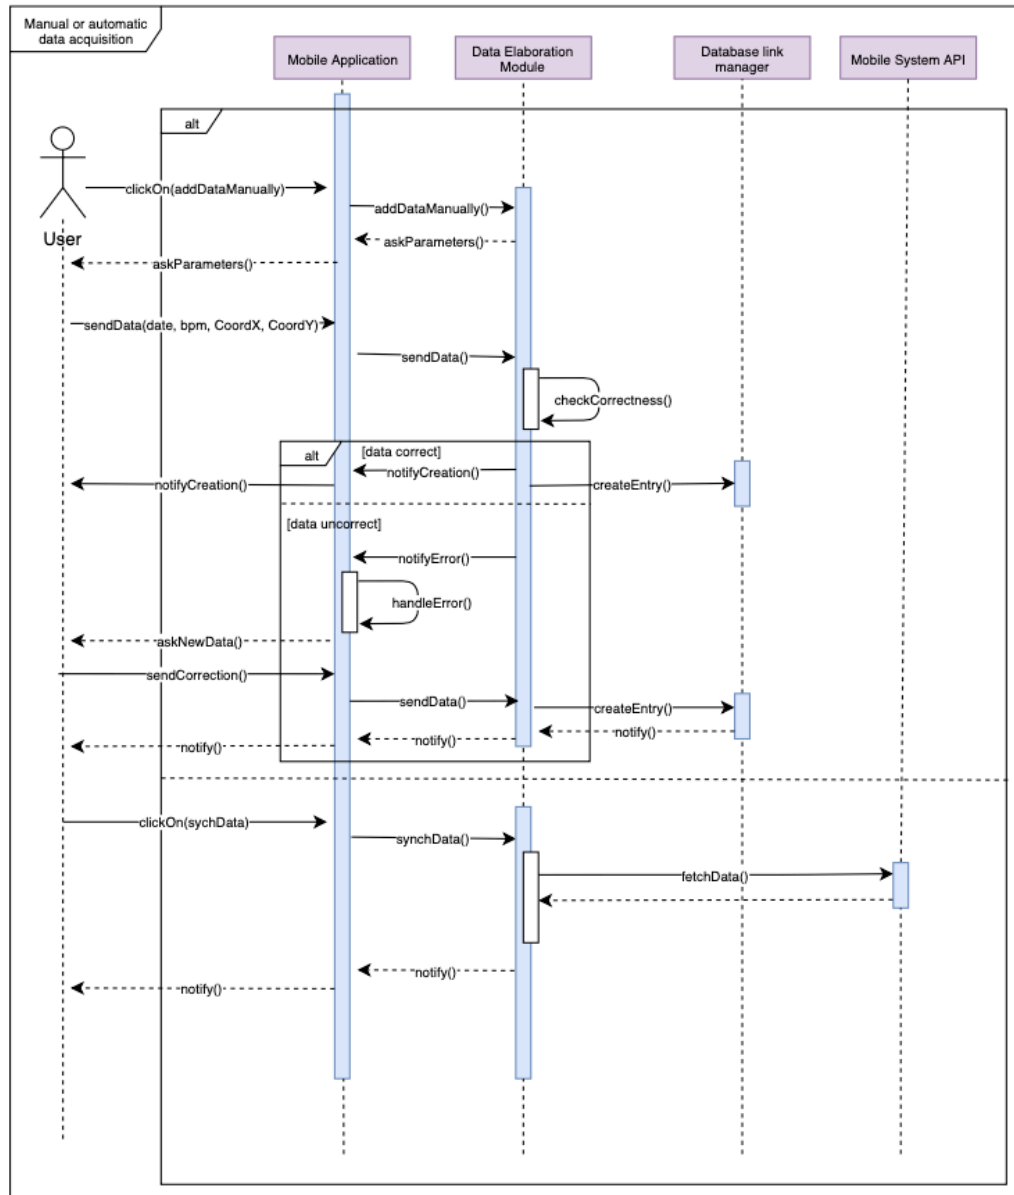 Manual or automatic
data acquisition
Mobile Application
Data Elaboration
Module
Database link
manager
Mobile System API
alt
clickOn(addDataManually)
addDataManually()
User
askParameters()
askParameters()
sendData(date, bpm, CoordX, CoordY)
sendData()
checkCorrectness()
alt
[data correct]
notifyCreation()
notifyCreation()
createEntry()
[data uncorrect]
notifyError()
handleError()
askNewData()
sendCorrection()
sendData()
createEntry()
notify()
notify()
notify()
clickOn(sychData)
synchData()
fetchData()
notify()
notify()